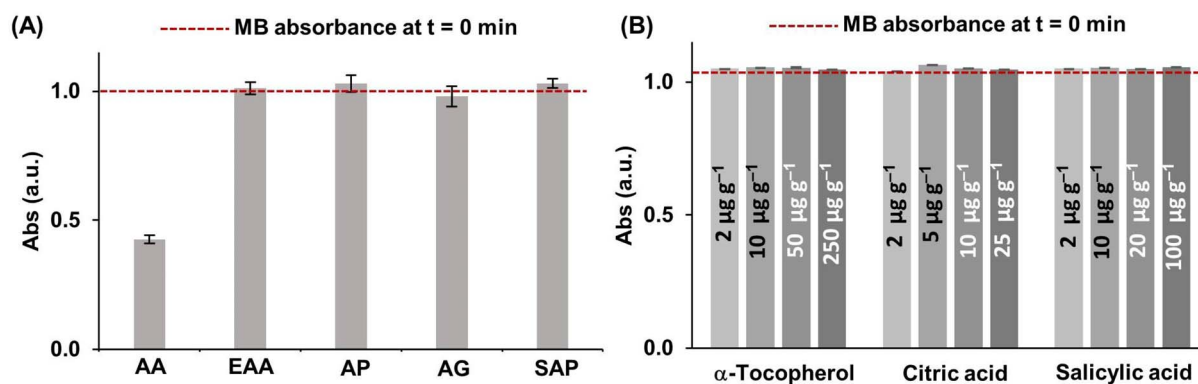 (A)
MB absorbance at t = 0 min
Abs (a.u.)
1.0
0.5
0.0
AA EAA AP AG SAP
(B)
MB absorbance at t = 0 min
Abs (a.u.)
1.0
0.5
0.0
2 µg g⁻¹
10 µg g⁻¹
50 µg g⁻¹
250 µg g⁻¹
2 µg g⁻¹
5 µg g⁻¹
10 µg g⁻¹
25 µg g⁻¹
2 µg g⁻¹
10 µg g⁻¹
20 µg g⁻¹
100 µg g⁻¹
α-Tocopherol Citric acid Salicylic acid